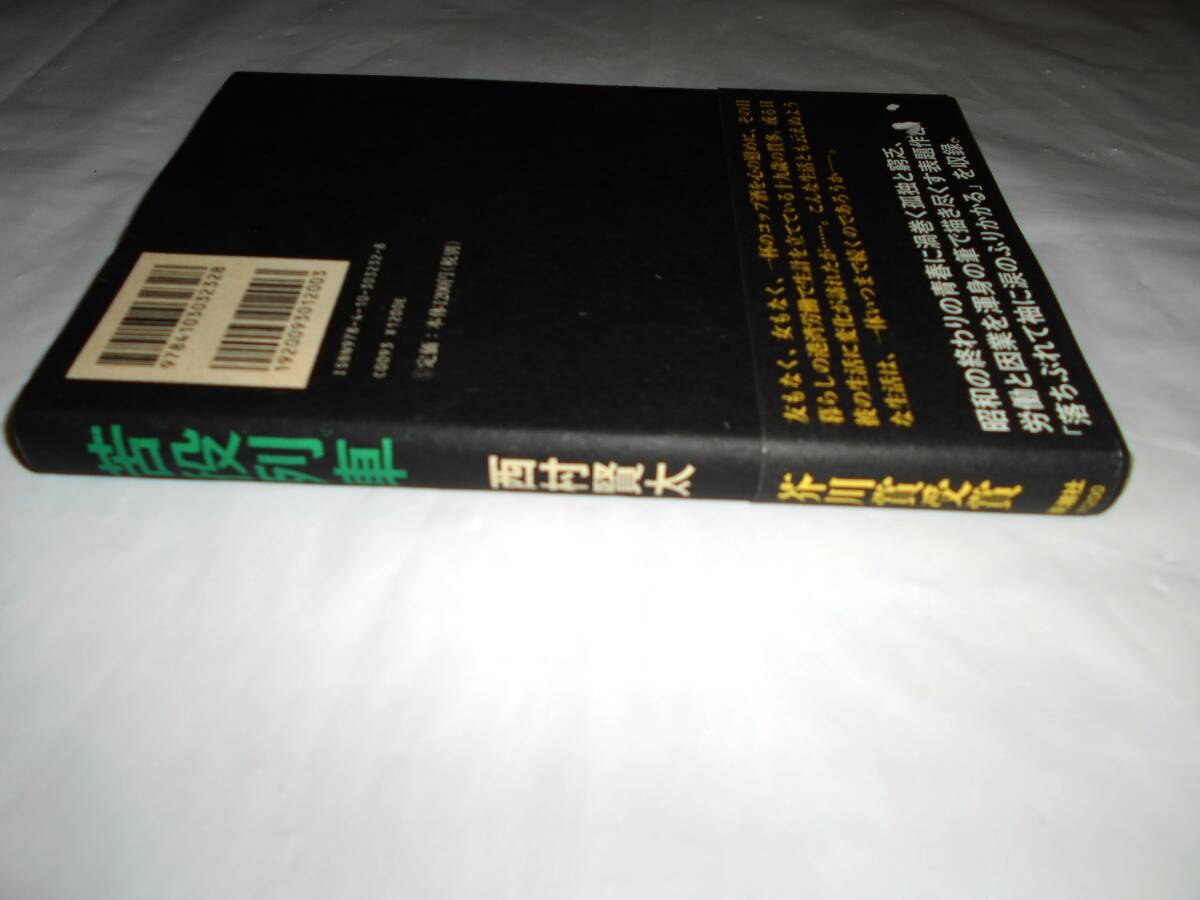 苦役列車
西村賢太
芥川賞受賞
昭和の終わりの青春に渦巻く孤独と窮乏、
労働と因業を渾身の筆で描き尽くす表題作と
「落ちぶれて袖に涙のふりかかる」を収録。
友もなく、女もなく、一杯のコップ酒を心の慰めに、その日
暮らしの港湾労働で生計を立てている十九歳の貫多。或る日
彼の生活に変化が訪れたが――。こんな生活とも云えぬよう
な生活は、一体いつまで続くのであろうか――。
ISBN978-4-10-303232-8
C0093 ¥1200E
定価：本体1200円(税別)
9784103032328
1920093012003